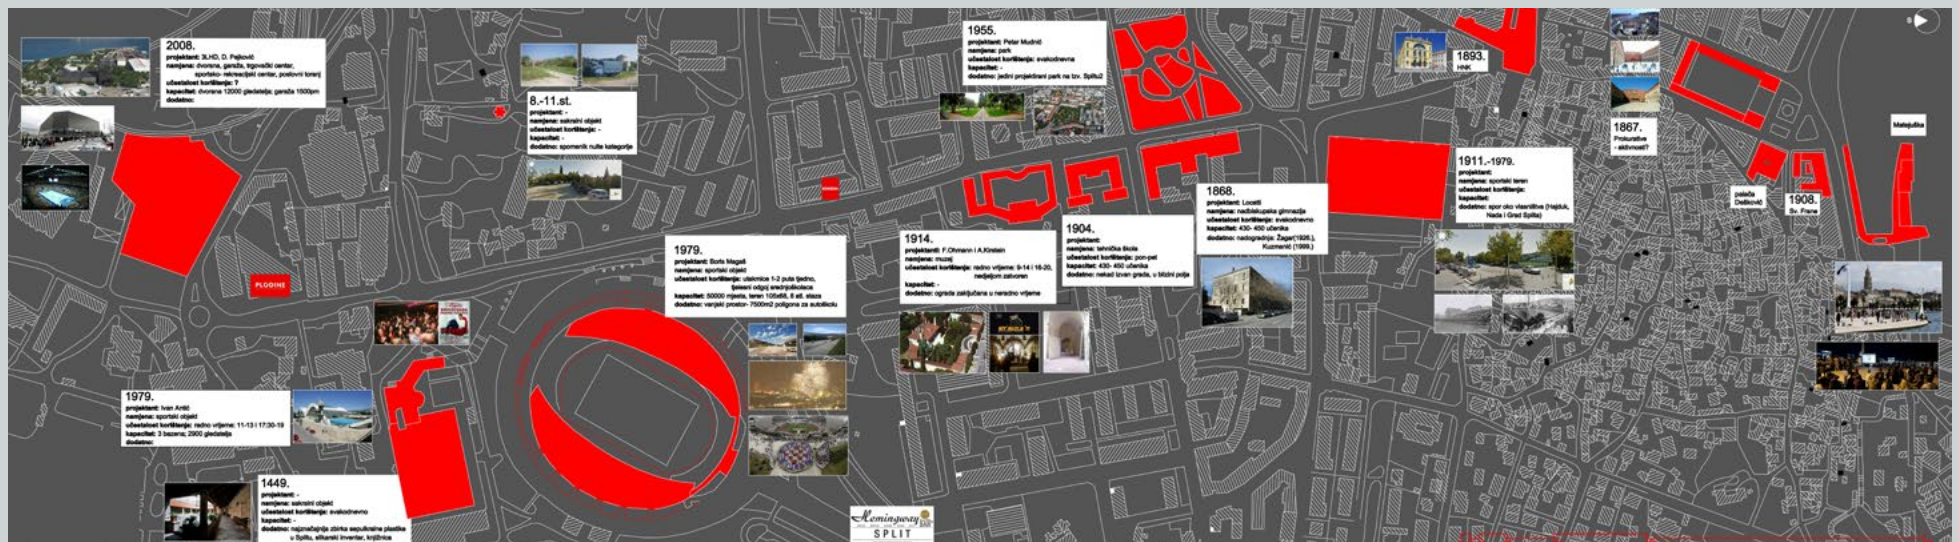 2008.
projektant: 3LHD, D. Pejković
namjena: dvorana, garaža, trgovački centar,
sportsko- rekreacijski centar, poslovni toranj
učestalost korištenja: ?
kapacitet: dvorana 12000 gledatelja; garaža 1500pm
dodatno:
8.-11.st.
projektant: -
namjena: sakralni objekt
učestalost korištenja: -
kapacitet: -
dodatno: spomenik nulte kategorije
1955.
projektant: Petar Mudnić
namjena: park
učestalost korištenja: svakodnevna
kapacitet: -
dodatno: jedini projektirani park na tzv. Splitu2
1893.
HNK
1867.
Prokurative
- aktivnosti?
S
Matejuška
palača
Dešković
1908.
Sv. Frane
1911.-1979.
projektant:
namjena: sportski teren
učestalost korištenja:
kapacitet:
dodatno: spor oko vlasništva (Hajduk,
Nada i Grad Split)
1868.
projektant: Locatti
namjena: nadbiskupska gimnazija
učestalost korištenja: svakodnevno
kapacitet: 430- 450 učenika
dodatno: nadogradnje: Žagar(1926.),
Kuzmanić (1999.)
1904.
projektant:
namjena: tehnička škola
učestalost korištenja: pon-pet
kapacitet: 430- 450 učenika
dodatno: nekad izvan grada, u blizini polja
1914.
projektanti: F.Ohmann i A.Kirstein
namjena: muzej
učestalost korištenja: radno vrijeme: 9-14 i 16-20,
nedjeljom zatvoren
kapacitet: -
dodatno: ograda zaključana u neradno vrijeme
1979.
projektant: Boris Magaš
namjena: sportski objekt
učestalost korištenja: utakmice 1-2 puta tjedno,
tjelesni odgoj srednjoškolaca
kapacitet: 50000 mjesta, teren 105x68, 8 atl. staza
dodatno: vanjski prostor- 7500m2 poligona za autoškolu
PLODINE
1979.
projektant: Ivan Antić
namjena: sportski objekt
učestalost korištenja: radno vrijeme: 11-13 i 17:30-19
kapacitet: 3 bazena; 2900 gledatelja
dodatno:
1449.
projektant: -
namjena: sakralni objekt
učestalost korištenja: svakodnevno
kapacitet: -
dodatno: najznačajnija zbirka sepulkralne plastike
u Splitu, slikarski inventar, knjižnica
Hemingway
BAR
SPLIT